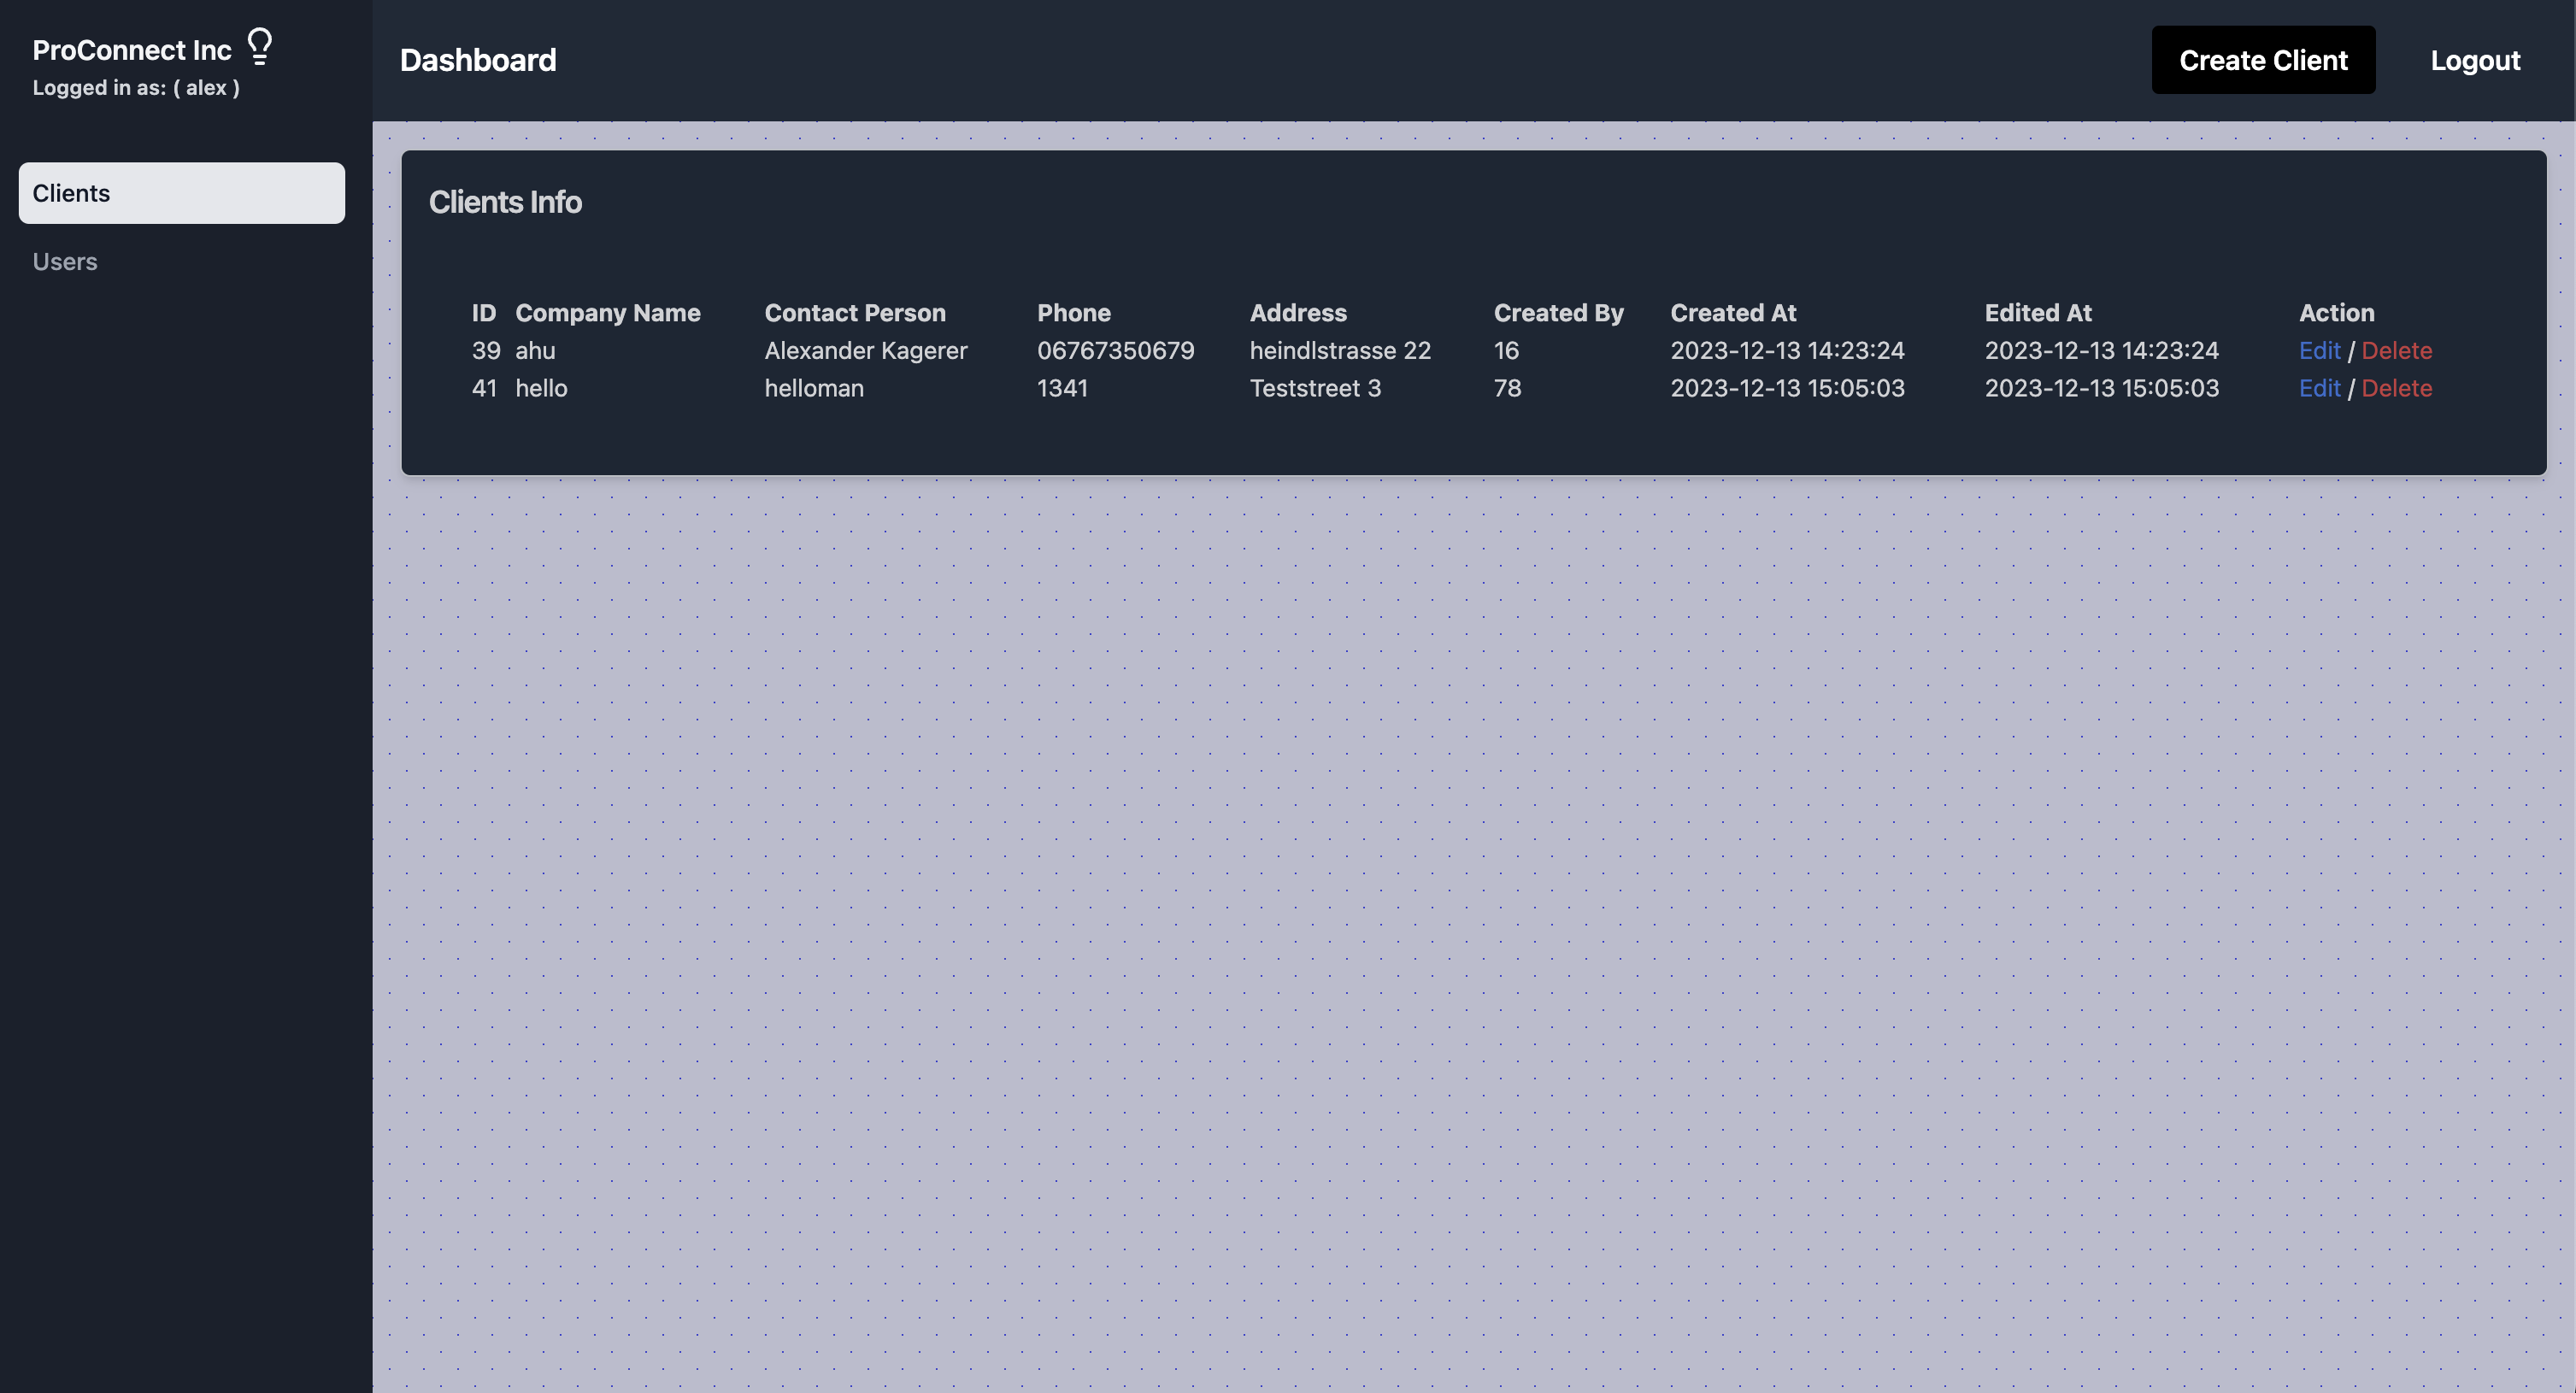 ProConnect Inc
Logged in as: ( alex )
Clients
Users
Dashboard
Create Client
Logout
Clients Info
ID Company Name Contact Person Phone Address Created By Created At Edited At Action
39 ahu Alexander Kagerer 06767350679 heindlstrasse 22 16 2023-12-13 14:23:24 2023-12-13 14:23:24 Edit / Delete
41 hello helloman 1341 Teststreet 3 78 2023-12-13 15:05:03 2023-12-13 15:05:03 Edit / Delete